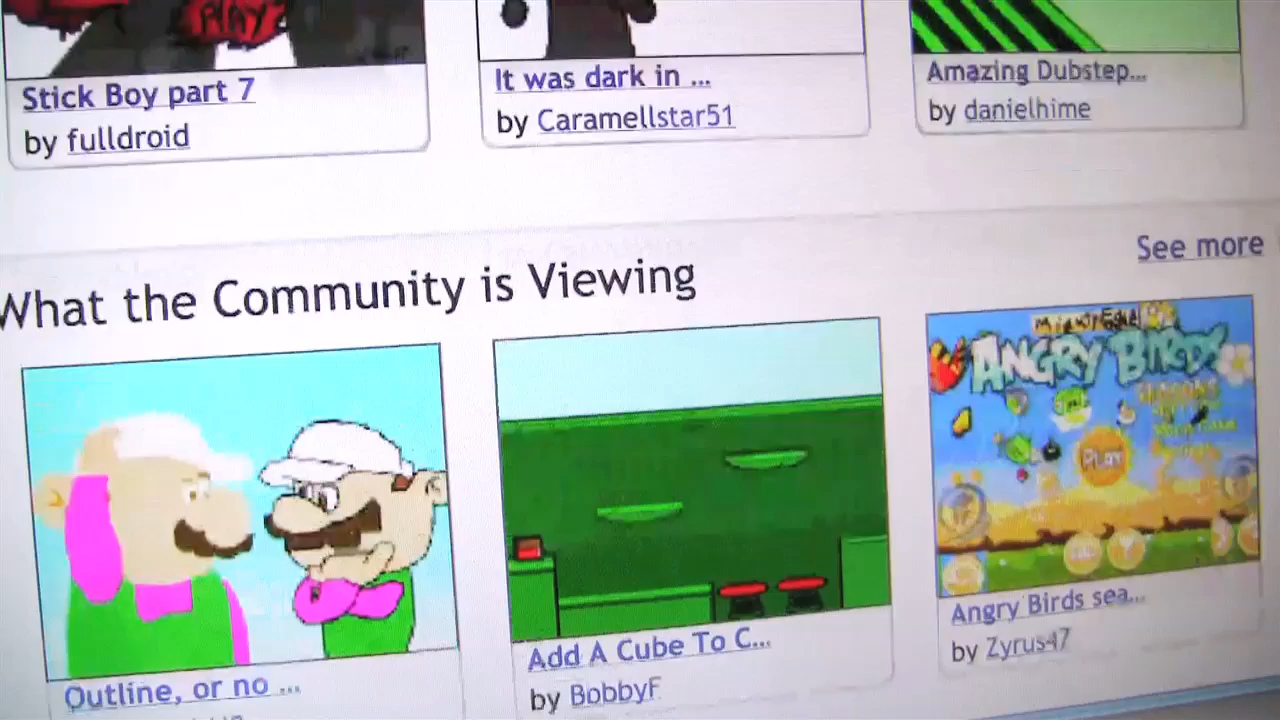 PLAY
Stick Boy part 7
by fulldroid
It was dark in ...
by Caramellstar51
Amazing Dubstep...
by danielhime
See more
What the Community is Viewing
ANGRY BIRDS
PLAY
Outline, or no ...
Add A Cube To C...
by BobbyF
Angry Birds sea...
by Zyrus47